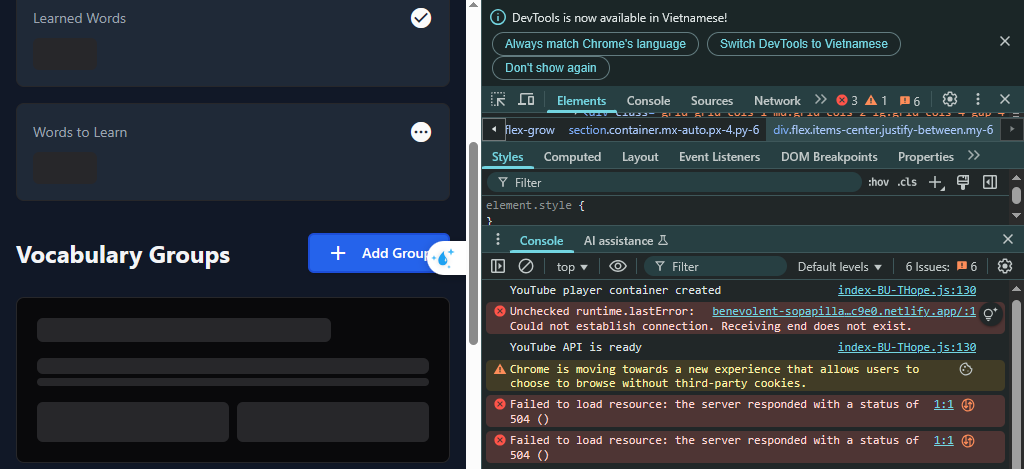 Learned Words
Words to Learn
Vocabulary Groups
Add Group
DevTools is now available in Vietnamese!
Always match Chrome's language
Switch DevTools to Vietnamese
Don't show again
Elements
Console
Sources
Network
3
1
6
flex-grow
section.container.mx-auto.px-4.py-6
div.flex.items-center.justify-between.my-6
Styles
Computed
Layout
Event Listeners
DOM Breakpoints
Properties
Filter
:hov
.cls
element.style {
}
Console
AI assistance
top
Filter
Default levels
6 Issues:
6
YouTube player container created
index-BU-THope.js:130
Unchecked runtime.lastError:
benevolent-sopapilla…c9e0.netlify.app/:1
Could not establish connection. Receiving end does not exist.
YouTube API is ready
index-BU-THope.js:130
Chrome is moving towards a new experience that allows users to
choose to browse without third-party cookies.
Failed to load resource: the server responded with a status of
1:1
504 ()
Failed to load resource: the server responded with a status of
1:1
504 ()